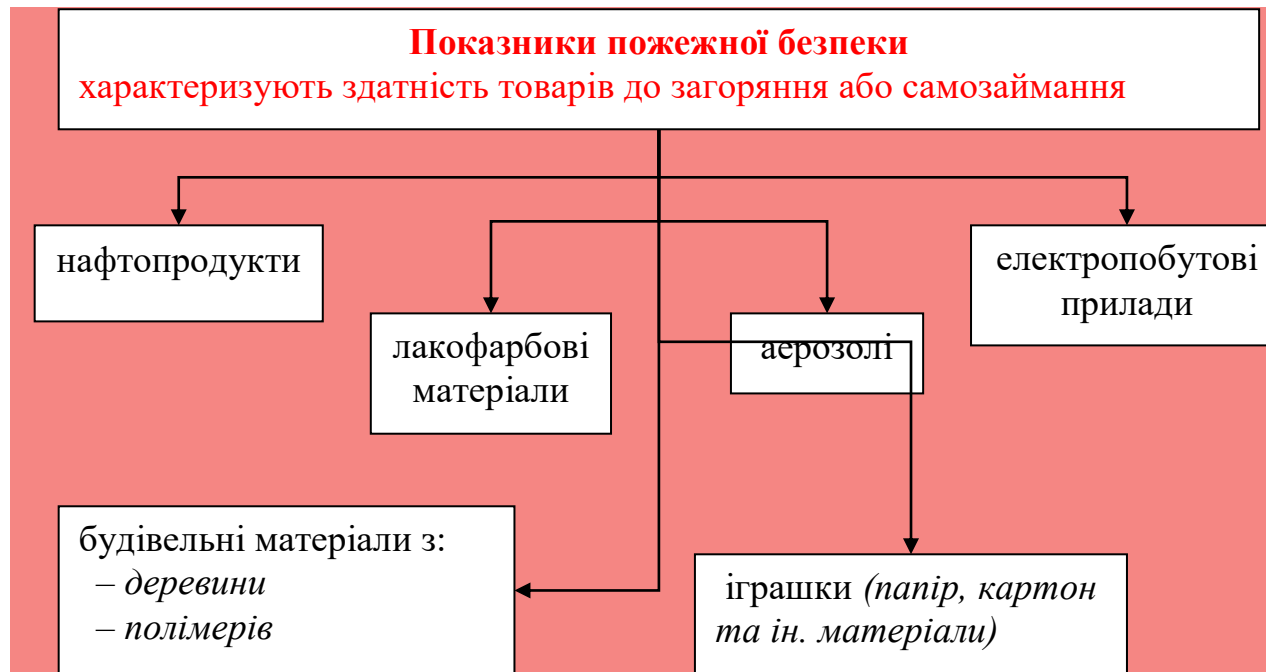 Показники пожежної безпеки
характеризують здатність товарів до загоряння або самозаймання
нафтопродукти
електропобутові
прилади
лакофарбові
матеріали
аерозолі
будівельні матеріали з:
– деревини
– полімерів
іграшки (папір, картон
та ін. матеріали)